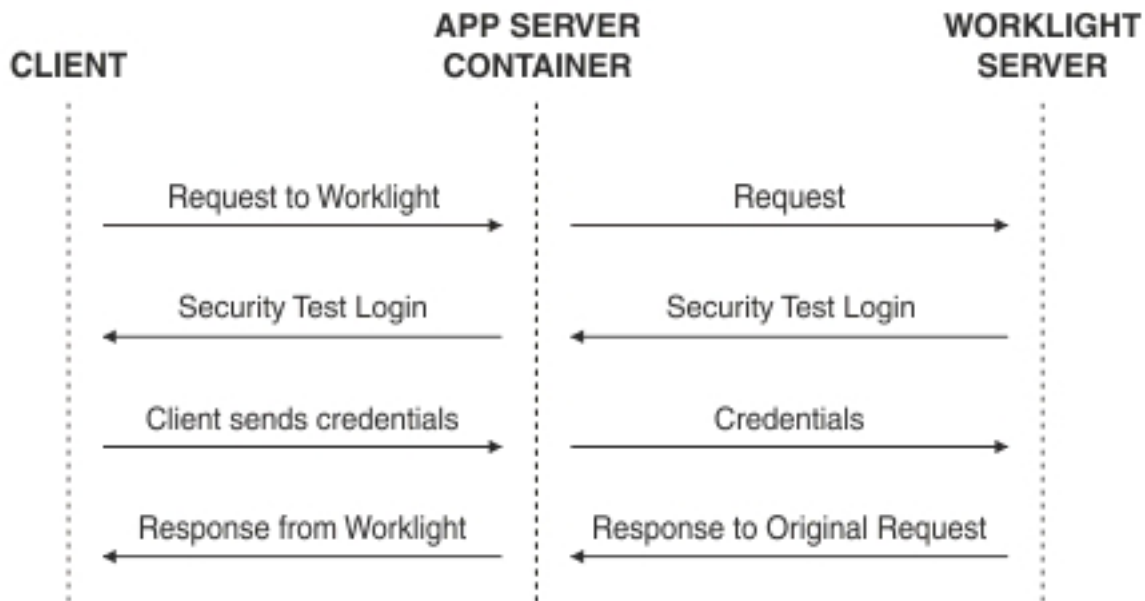 CLIENT
APP SERVER
CONTAINER
WORKLIGHT
SERVER
Request to Worklight
Request
Security Test Login
Security Test Login
Client sends credentials
Credentials
Response from Worklight
Response to Original Request